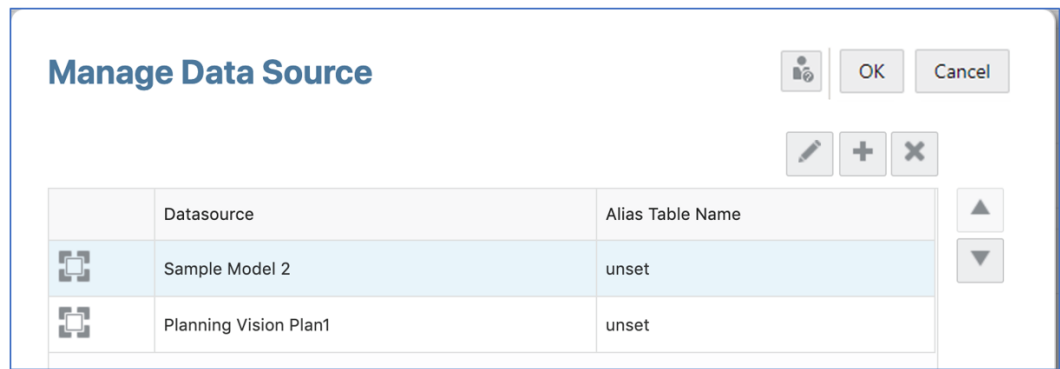 Manage Data Source
OK
Cancel
Datasource
Alias Table Name
Sample Model 2
unset
Planning Vision Plan1
unset